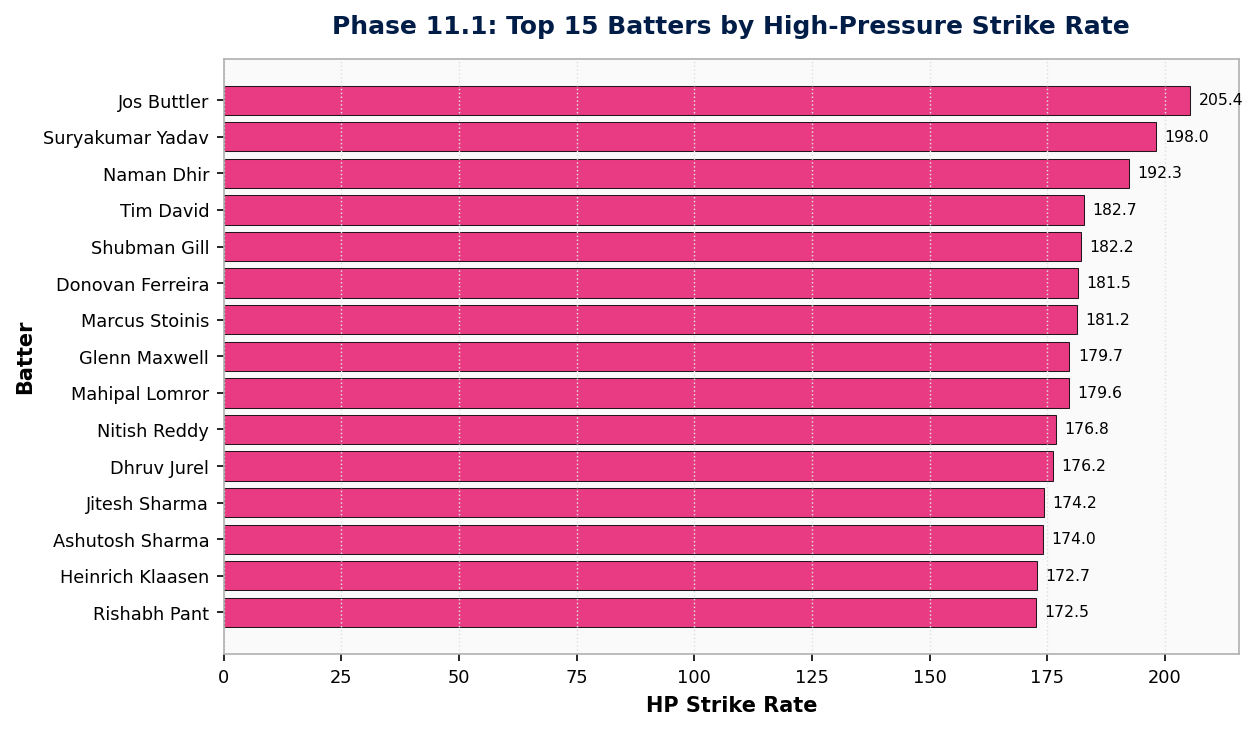 Phase 11.1: Top 15 Batters by High-Pressure Strike Rate
Batter
Jos Buttler 205.4
Suryakumar Yadav 198.0
Naman Dhir 192.3
Tim David 182.7
Shubman Gill 182.2
Donovan Ferreira 181.5
Marcus Stoinis 181.2
Glenn Maxwell 179.7
Mahipal Lomror 179.6
Nitish Reddy 176.8
Dhruv Jurel 176.2
Jitesh Sharma 174.2
Ashutosh Sharma 174.0
Heinrich Klaasen 172.7
Rishabh Pant 172.5
0 25 50 75 100 125 150 175 200
HP Strike Rate